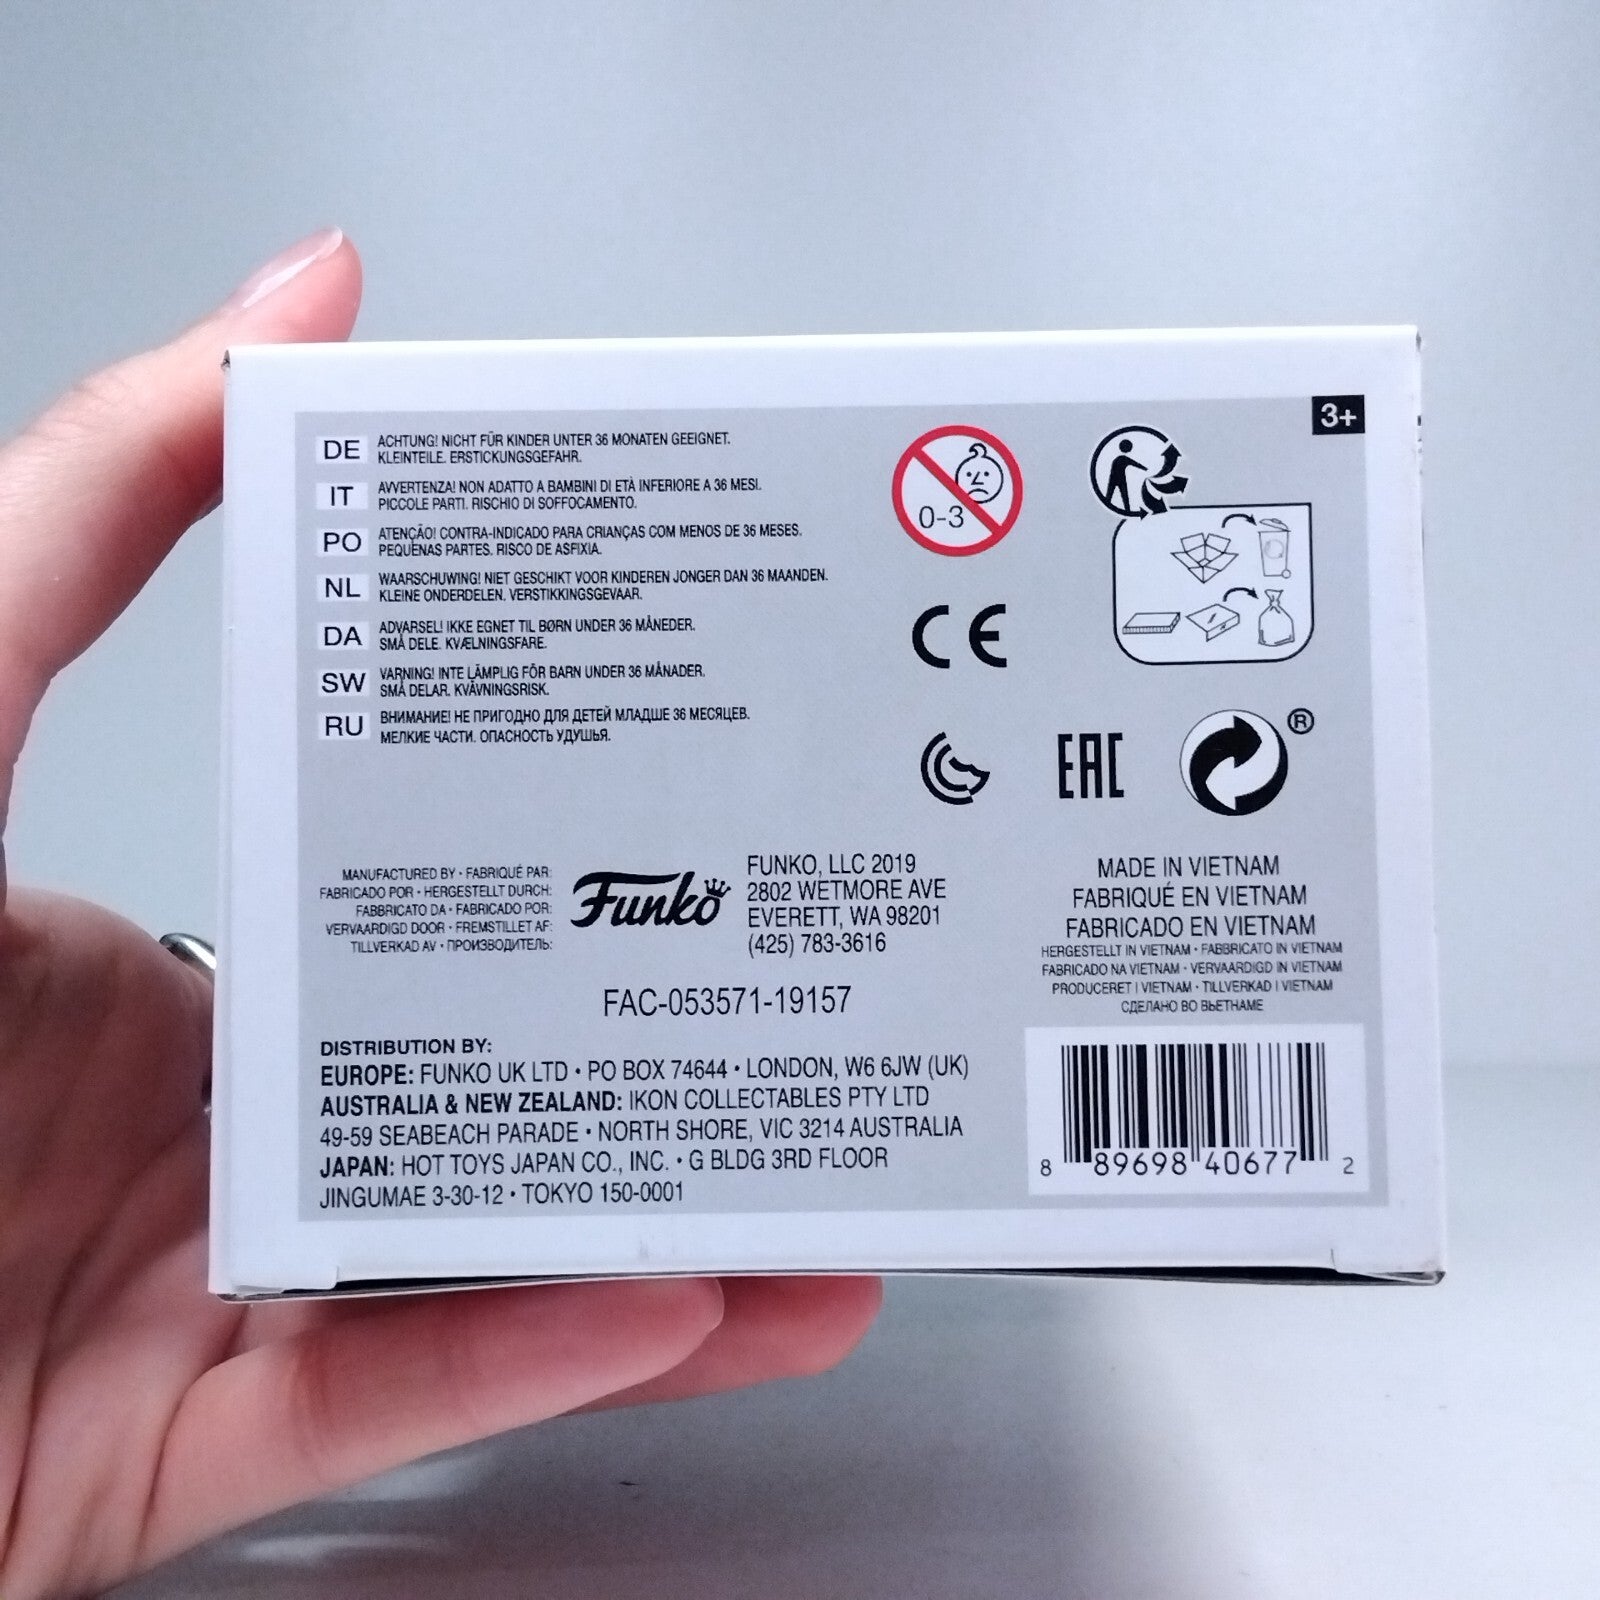 3+
DE ACHTUNG! NICHT FÜR KINDER UNTER 36 MONATEN GEEIGNET.
KLEINTEILE. ERSTICKUNGSGEFAHR.
IT AVVERTENZA! NON ADATTO A BAMBINI DI ETÀ INFERIORE A 36 MESI.
PICCOLE PARTI. RISCHIO DI SOFFOCAMENTO.
PO ATENÇÃO! CONTRA-INDICADO PARA CRIANÇAS COM MENOS DE 36 MESES.
PEQUENAS PARTES. RISCO DE ASFIXIA.
NL WAARSCHUWING! NIET GESCHIKT VOOR KINDEREN JONGER DAN 36 MAANDEN.
KLEINE ONDERDELEN. VERSTIKKINGSGEVAAR.
DA ADVARSEL! IKKE EGNET TIL BØRN UNDER 36 MÅNEDER.
SMÅ DELE. KVÆLNINGSFARE.
SW VARNING! INTE LÄMPLIG FÖR BARN UNDER 36 MÅNADER.
SMÅ DELAR. KVÄVNINGSRISK.
RU ВНИМАНИЕ! НЕ ПРИГОДНО ДЛЯ ДЕТЕЙ МЛАДШЕ 36 МЕСЯЦЕВ.
МЕЛКИЕ ЧАСТИ. ОПАСНОСТЬ УДУШЬЯ.
0-3
CE
EAC
®
MANUFACTURED BY • FABRIQUÉ PAR:
FABRICADO POR • HERGESTELLT DURCH:
FABBRICATO DA • FABRICADO POR:
VERVAARDIGD DOOR • FREMSTILLET AF:
TILLVERKAD AV • ПРОИЗВОДИТЕЛЬ:
Funko
FUNKO, LLC 2019
2802 WETMORE AVE
EVERETT, WA 98201
(425) 783-3616
MADE IN VIETNAM
FABRIQUÉ EN VIETNAM
FABRICADO EN VIETNAM
HERGESTELLT IN VIETNAM • FABBRICATO IN VIETNAM
FABRICADO NA VIETNAM • VERVAARDIGD IN VIETNAM
PRODUCERET I VIETNAM • TILLVERKAD I VIETNAM
СДЕЛАНО ВО ВЬЕТНАМЕ
FAC-053571-19157
DISTRIBUTION BY:
EUROPE: FUNKO UK LTD • PO BOX 74644 • LONDON, W6 6JW (UK)
AUSTRALIA & NEW ZEALAND: IKON COLLECTABLES PTY LTD
49-59 SEABEACH PARADE • NORTH SHORE, VIC 3214 AUSTRALIA
JAPAN: HOT TOYS JAPAN CO., INC. • G BLDG 3RD FLOOR
JINGUMAE 3-30-12 • TOKYO 150-0001
8 89698 40677 2